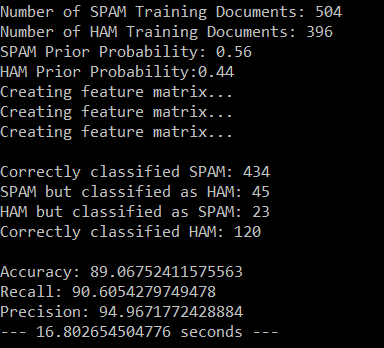 Number of SPAM Training Documents: 504
Number of HAM Training Documents: 396
SPAM Prior Probability: 0.56
HAM Prior Probability:0.44
Creating feature matrix...
Creating feature matrix...
Creating feature matrix...
Correctly classified SPAM: 434
SPAM but classified as HAM: 45
HAM but classified as SPAM: 23
Correctly classified HAM: 120
Accuracy: 89.06752411575563
Recall: 90.6054279749478
Precision: 94.9671772428884
--- 16.802654504776 seconds ---